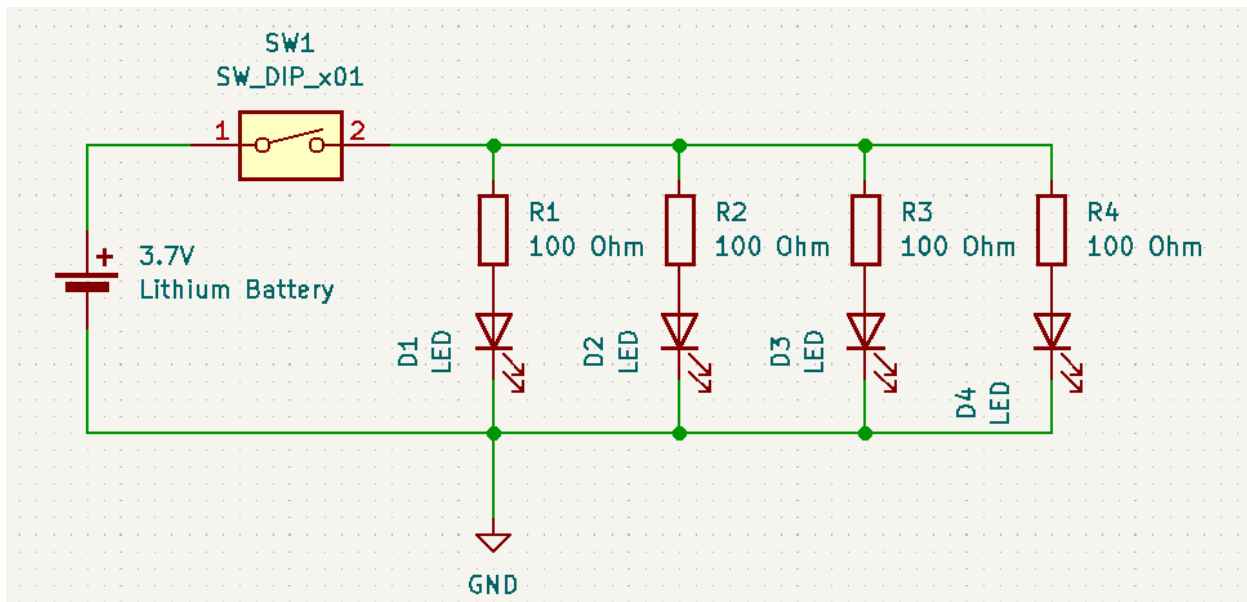 SW1
SW_DIP_x01
1
2
+
3.7V
Lithium Battery
R1
100 Ohm
R2
100 Ohm
R3
100 Ohm
R4
100 Ohm
D1
LED
D2
LED
D3
LED
D4
LED
GND